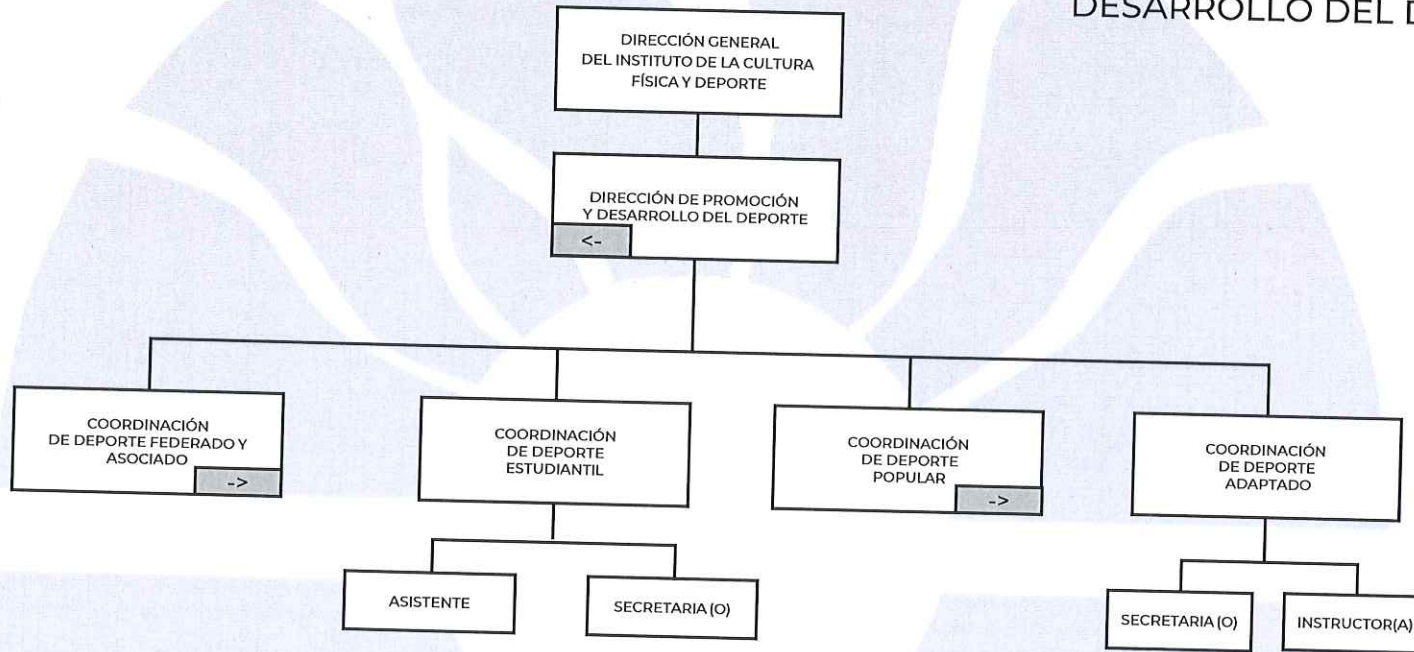 DESARROLLO DEL
DIRECCIÓN GENERAL
DEL INSTITUTO DE LA CULTURA
FÍSICA Y DEPORTE
DIRECCIÓN DE PROMOCIÓN
Y DESARROLLO DEL DEPORTE
<-
COORDINACIÓN
DE DEPORTE FEDERADO Y
ASOCIADO
->
COORDINACIÓN
DE DEPORTE
ESTUDIANTIL
COORDINACIÓN
DE DEPORTE
POPULAR
->
COORDINACIÓN
DE DEPORTE
ADAPTADO
ASISTENTE
SECRETARIA (O)
SECRETARIA (O)
INSTRUCTOR(A)